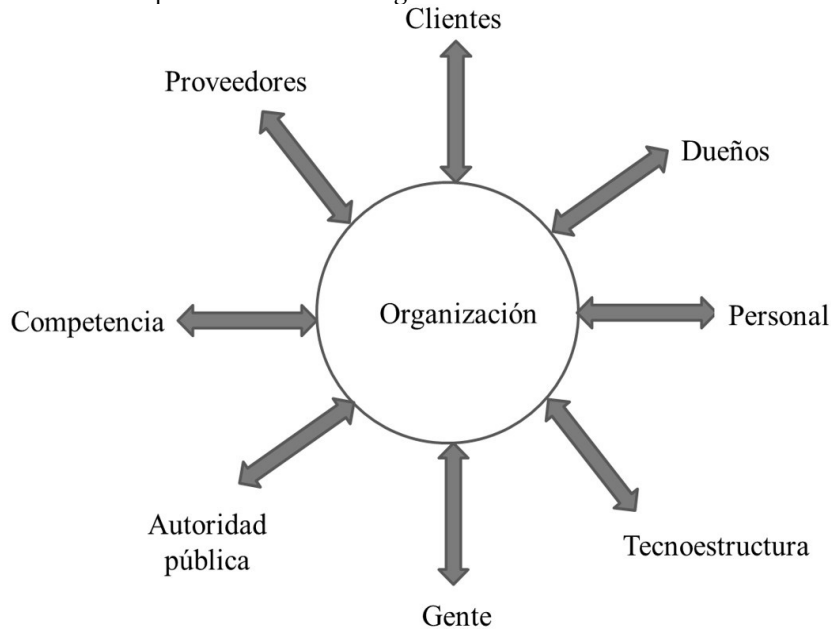 Clientes
Proveedores
Dueños
Competencia
Organización
Personal
Autoridad
pública
Tecnoestructura
Gente